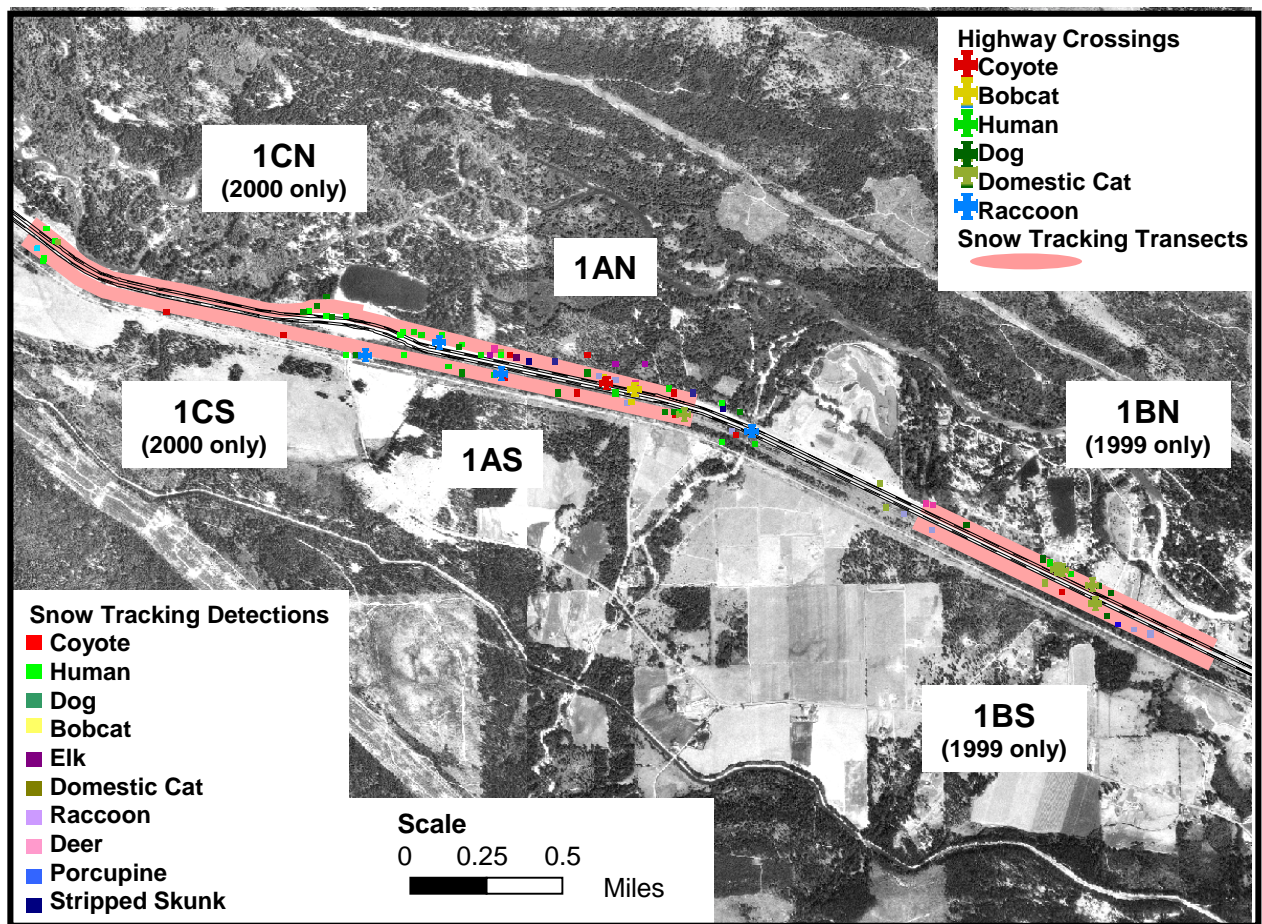 Highway Crossings
Coyote
Bobcat
Human
Dog
Domestic Cat
Raccoon
Snow Tracking Transects
1CN
(2000 only)
1AN
1CS
(2000 only)
1AS
1BN
(1999 only)
1BS
(1999 only)
Snow Tracking Detections
Coyote
Human
Dog
Bobcat
Elk
Domestic Cat
Raccoon
Deer
Porcupine
Stripped Skunk
Scale
0 0.25 0.5
Miles